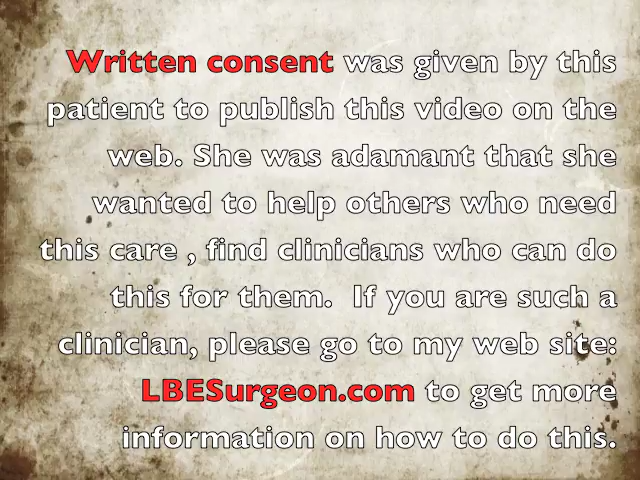 Written consent was given by this
patient to publish this video on the
web. She was adamant that she
wanted to help others who need
this care , find clinicians who can do
this for them.  If you are such a
clinician, please go to my web site:
LBESurgeon.com to get more
information on how to do this.